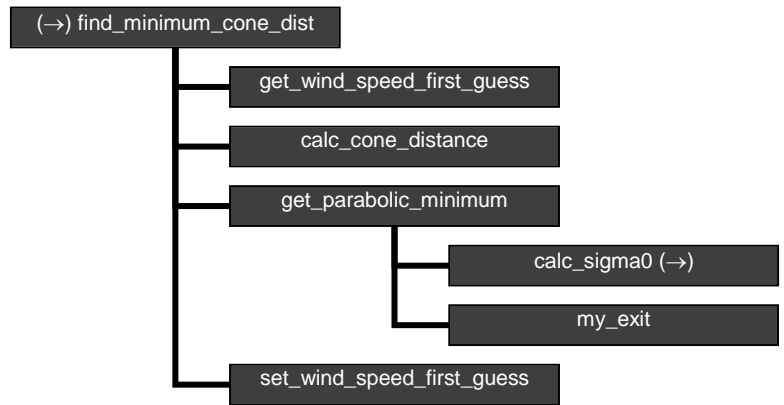 (→) find_minimum_cone_dist
get_wind_speed_first_guess
calc_cone_distance
get_parabolic_minimum
calc_sigma0 (→)
my_exit
set_wind_speed_first_guess